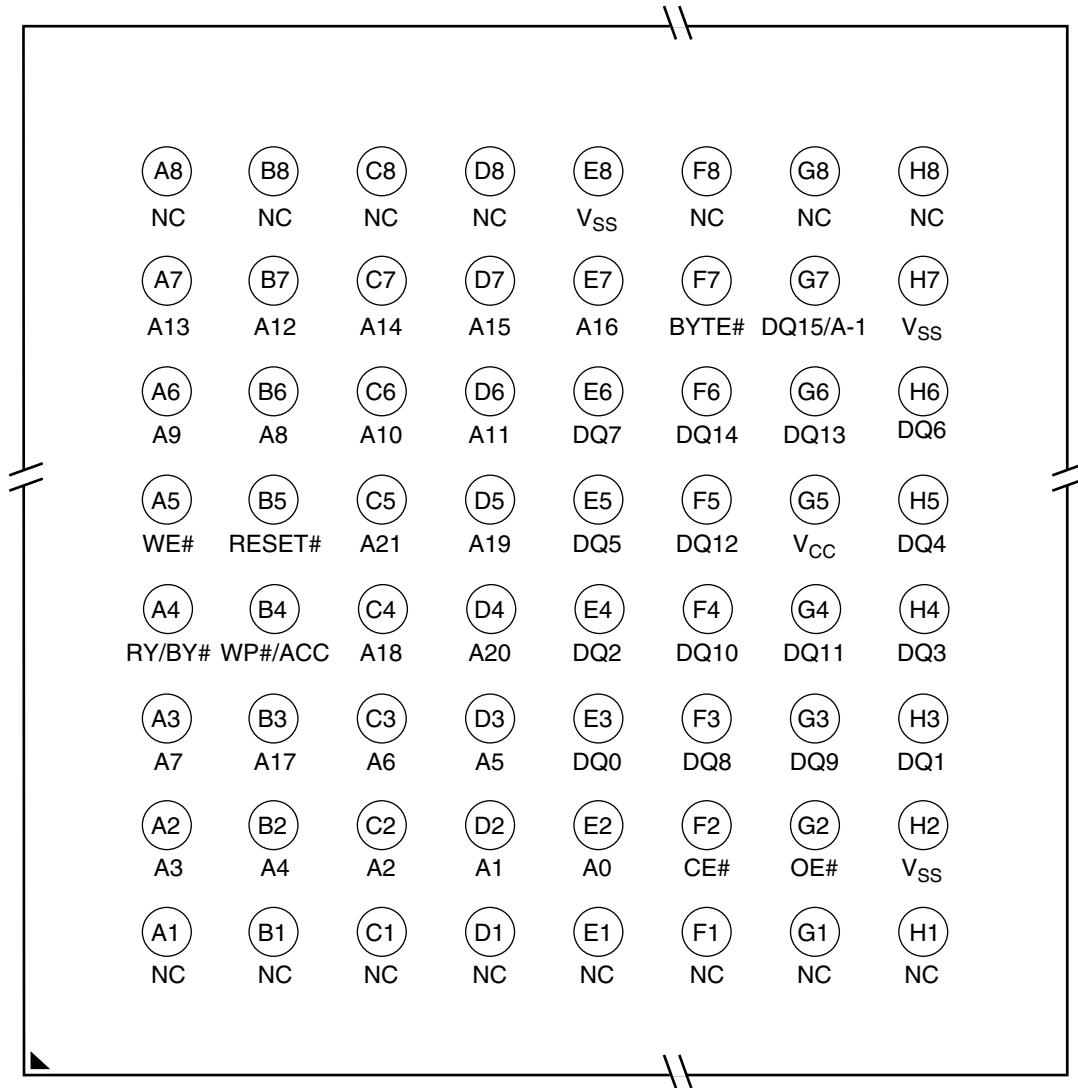 A8 B8 C8 D8 E8 F8 G8 H8
NC NC NC NC VSS NC NC NC
A7 B7 C7 D7 E7 F7 G7 H7
A13 A12 A14 A15 A16 BYTE# DQ15/A-1 VSS
A6 B6 C6 D6 E6 F6 G6 H6
A9 A8 A10 A11 DQ7 DQ14 DQ13 DQ6
A5 B5 C5 D5 E5 F5 G5 H5
WE# RESET# A21 A19 DQ5 DQ12 VCC DQ4
A4 B4 C4 D4 E4 F4 G4 H4
RY/BY# WP#/ACC A18 A20 DQ2 DQ10 DQ11 DQ3
A3 B3 C3 D3 E3 F3 G3 H3
A7 A17 A6 A5 DQ0 DQ8 DQ9 DQ1
A2 B2 C2 D2 E2 F2 G2 H2
A3 A4 A2 A1 A0 CE# OE# VSS
A1 B1 C1 D1 E1 F1 G1 H1
NC NC NC NC NC NC NC NC